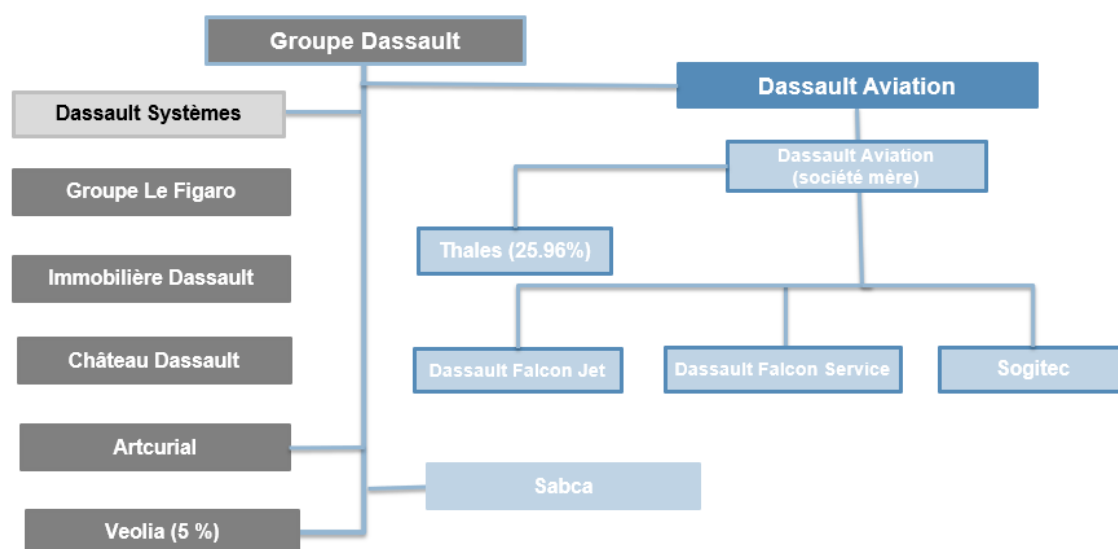 Groupe Dassault
Dassault Aviation
Dassault Systèmes
Dassault Aviation
(société mère)
Groupe Le Figaro
Thales (25.96%)
Immobilière Dassault
Château Dassault
Dassault Falcon Jet
Dassault Falcon Service
Sogitec
Artcurial
Sabca
Veolia (5 %)